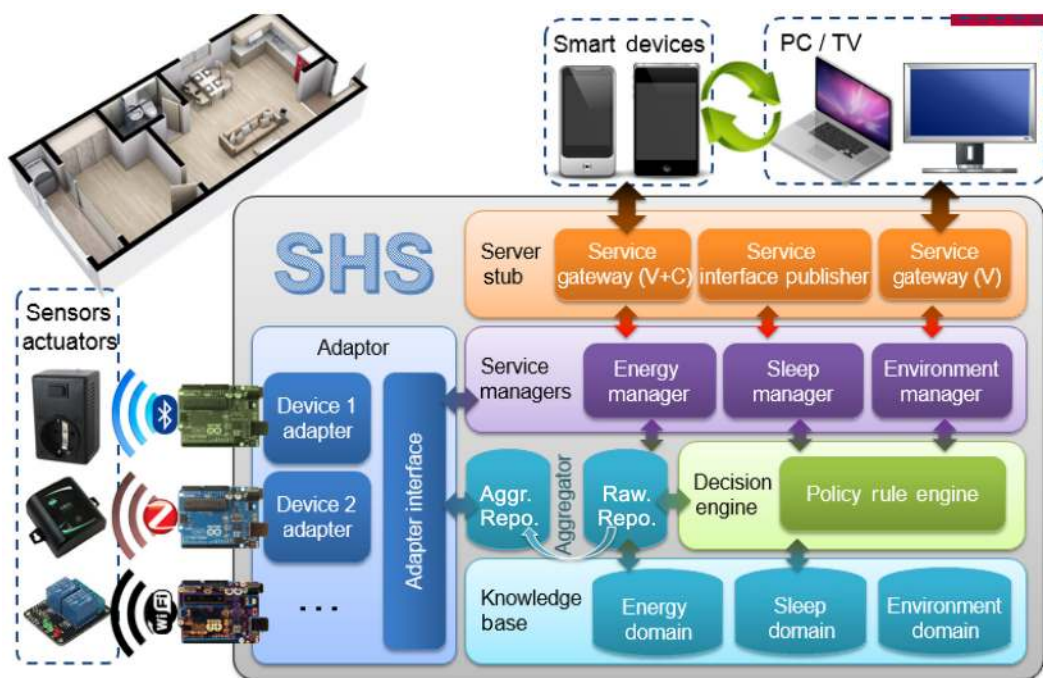 Smart devices
PC / TV
SHS
Server
stub
Service
gateway (V+C)
Service
interface publisher
Service
gateway (V)
Sensors
actuators
Adaptor
Device 1
adapter
Device 2
adapter
...
Adapter interface
Service
managers
Energy
manager
Sleep
manager
Environment
manager
Aggr.
Repo.
Aggregator
Raw.
Repo.
Decision
engine
Policy rule engine
Knowledge
base
Energy
domain
Sleep
domain
Environment
domain
WiFi